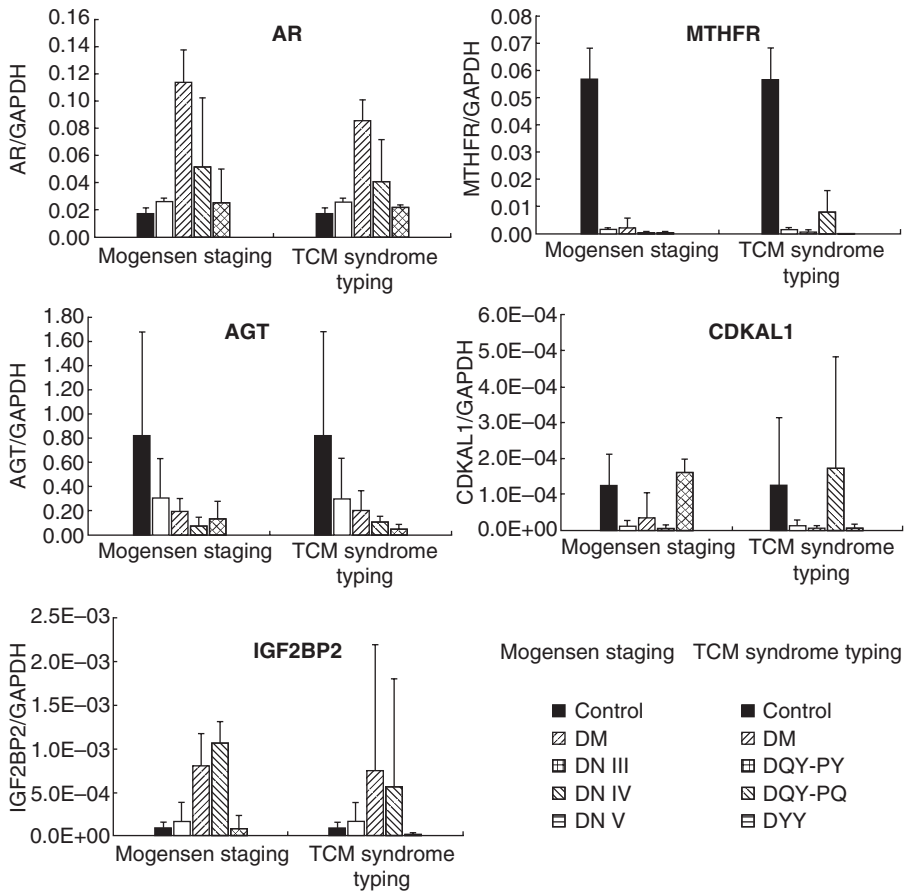 AR
AR/GAPDH
0.16
0.14
0.12
0.10
0.08
0.06
0.04
0.02
0.00
Mogensen staging
TCM syndrome
typing
MTHFR
MTHFR/GAPDH
0.08
0.07
0.06
0.05
0.04
0.03
0.02
0.01
0.00
Mogensen staging
TCM syndrome
typing
AGT
AGT/GAPDH
1.80
1.60
1.40
1.20
1.00
0.80
0.60
0.40
0.20
0.00
Mogensen staging
TCM syndrome
typing
CDKAL1
CDKAL1/GAPDH
6.0E−04
5.0E−04
4.0E−04
3.0E−04
2.0E−04
1.0E−04
0.0E+00
Mogensen staging
TCM syndrome
typing
IGF2BP2
IGF2BP2/GAPDH
2.5E−03
2.0E−03
1.5E−03
1.0E−03
5.0E−04
0.0E+00
Mogensen staging
TCM syndrome
typing
Mogensen staging
Control
DM
DN III
DN IV
DN V
TCM syndrome typing
Control
DM
DQY-PY
DQY-PQ
DYY